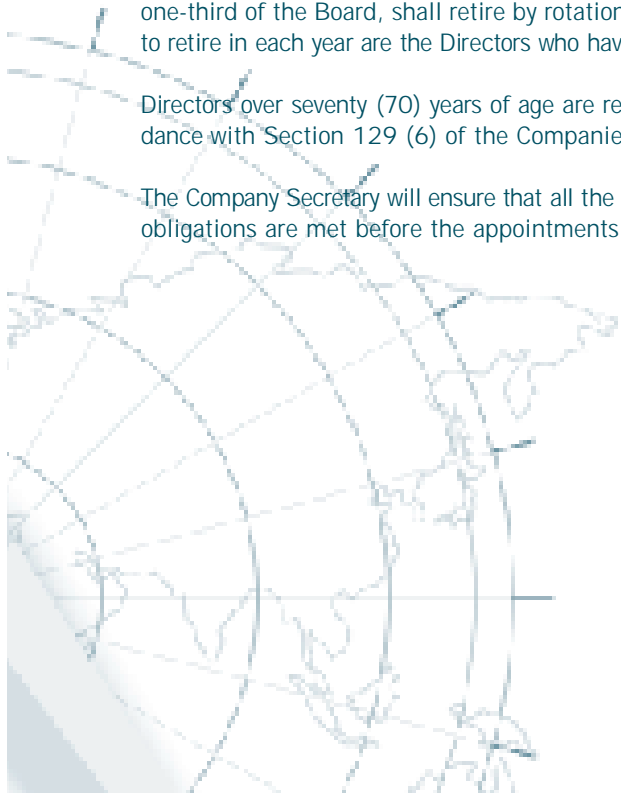 one-third of the Board, shall retire by rotation
to retire in each year are the Directors who hav
Directors over seventy (70) years of age are re
dance with Section 129 (6) of the Companie
The Company Secretary will ensure that all the
obligations are met before the appointments